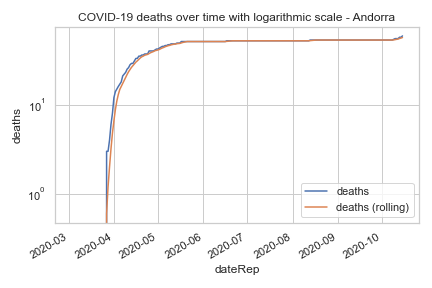 COVID-19 deaths over time with logarithmic scale - Andorra
deaths
10¹
10⁰
deaths
deaths (rolling)
2020-03
2020-04
2020-05
2020-06
2020-07
2020-08
2020-09
2020-10
dateRep